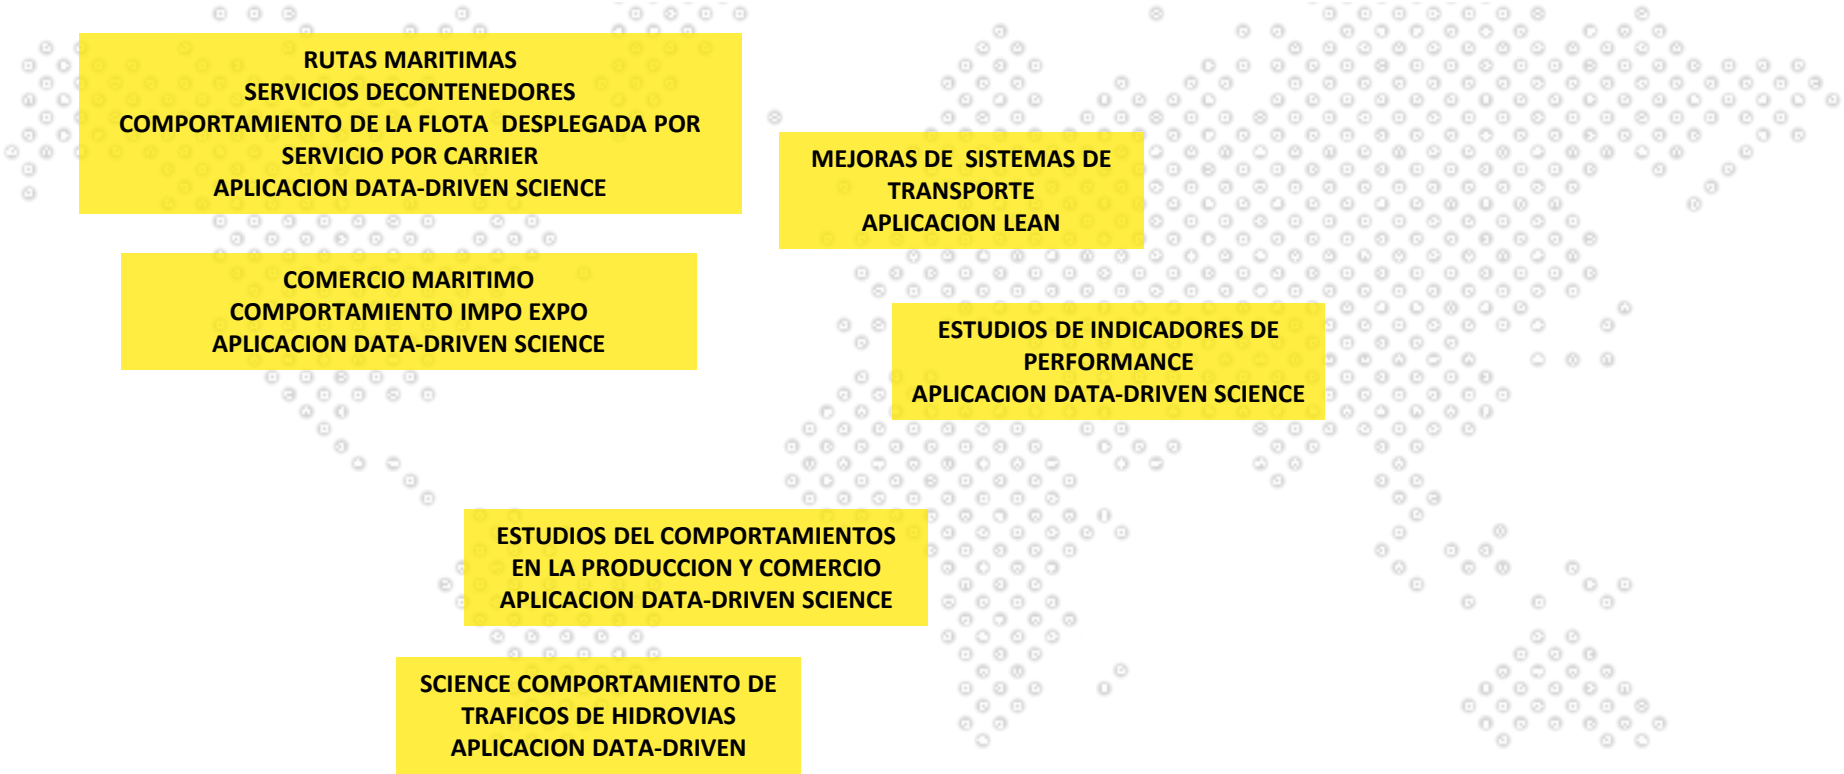 RUTAS MARITIMAS
SERVICIOS DECONTENEDORES
COMPORTAMIENTO DE LA FLOTA DESPLEGADA POR
SERVICIO POR CARRIER
APLICACION DATA-DRIVEN SCIENCE
MEJORAS DE SISTEMAS DE
TRANSPORTE
APLICACION LEAN
COMERCIO MARITIMO
COMPORTAMIENTO IMPO EXPO
APLICACION DATA-DRIVEN SCIENCE
ESTUDIOS DE INDICADORES DE
PERFORMANCE
APLICACION DATA-DRIVEN SCIENCE
ESTUDIOS DEL COMPORTAMIENTOS
EN LA PRODUCCION Y COMERCIO
APLICACION DATA-DRIVEN SCIENCE
SCIENCE COMPORTAMIENTO DE
TRAFICOS DE HIDROVIAS
APLICACION DATA-DRIVEN